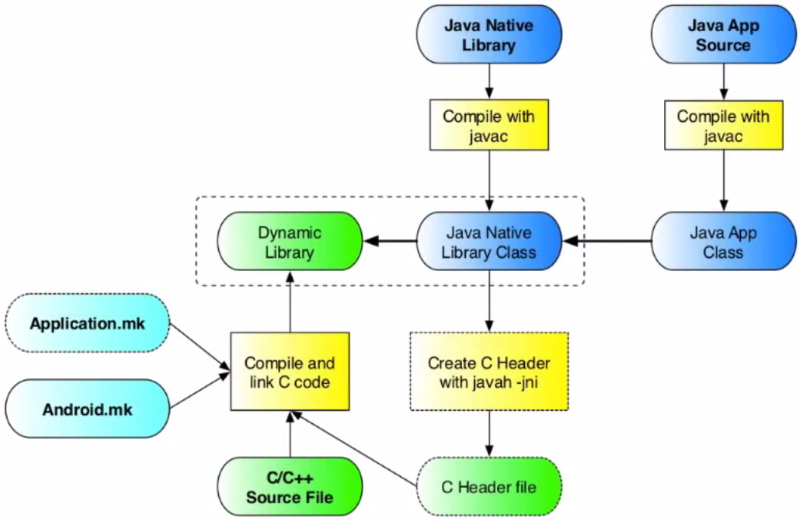 Java Native
Library
Java App
Source
Compile with
javac
Compile with
javac
Dynamic
Library
Java Native
Library Class
Java App
Class
Application.mk
Android.mk
Compile and
link C code
Create C Header
with javah -jni
C/C++
Source File
C Header file